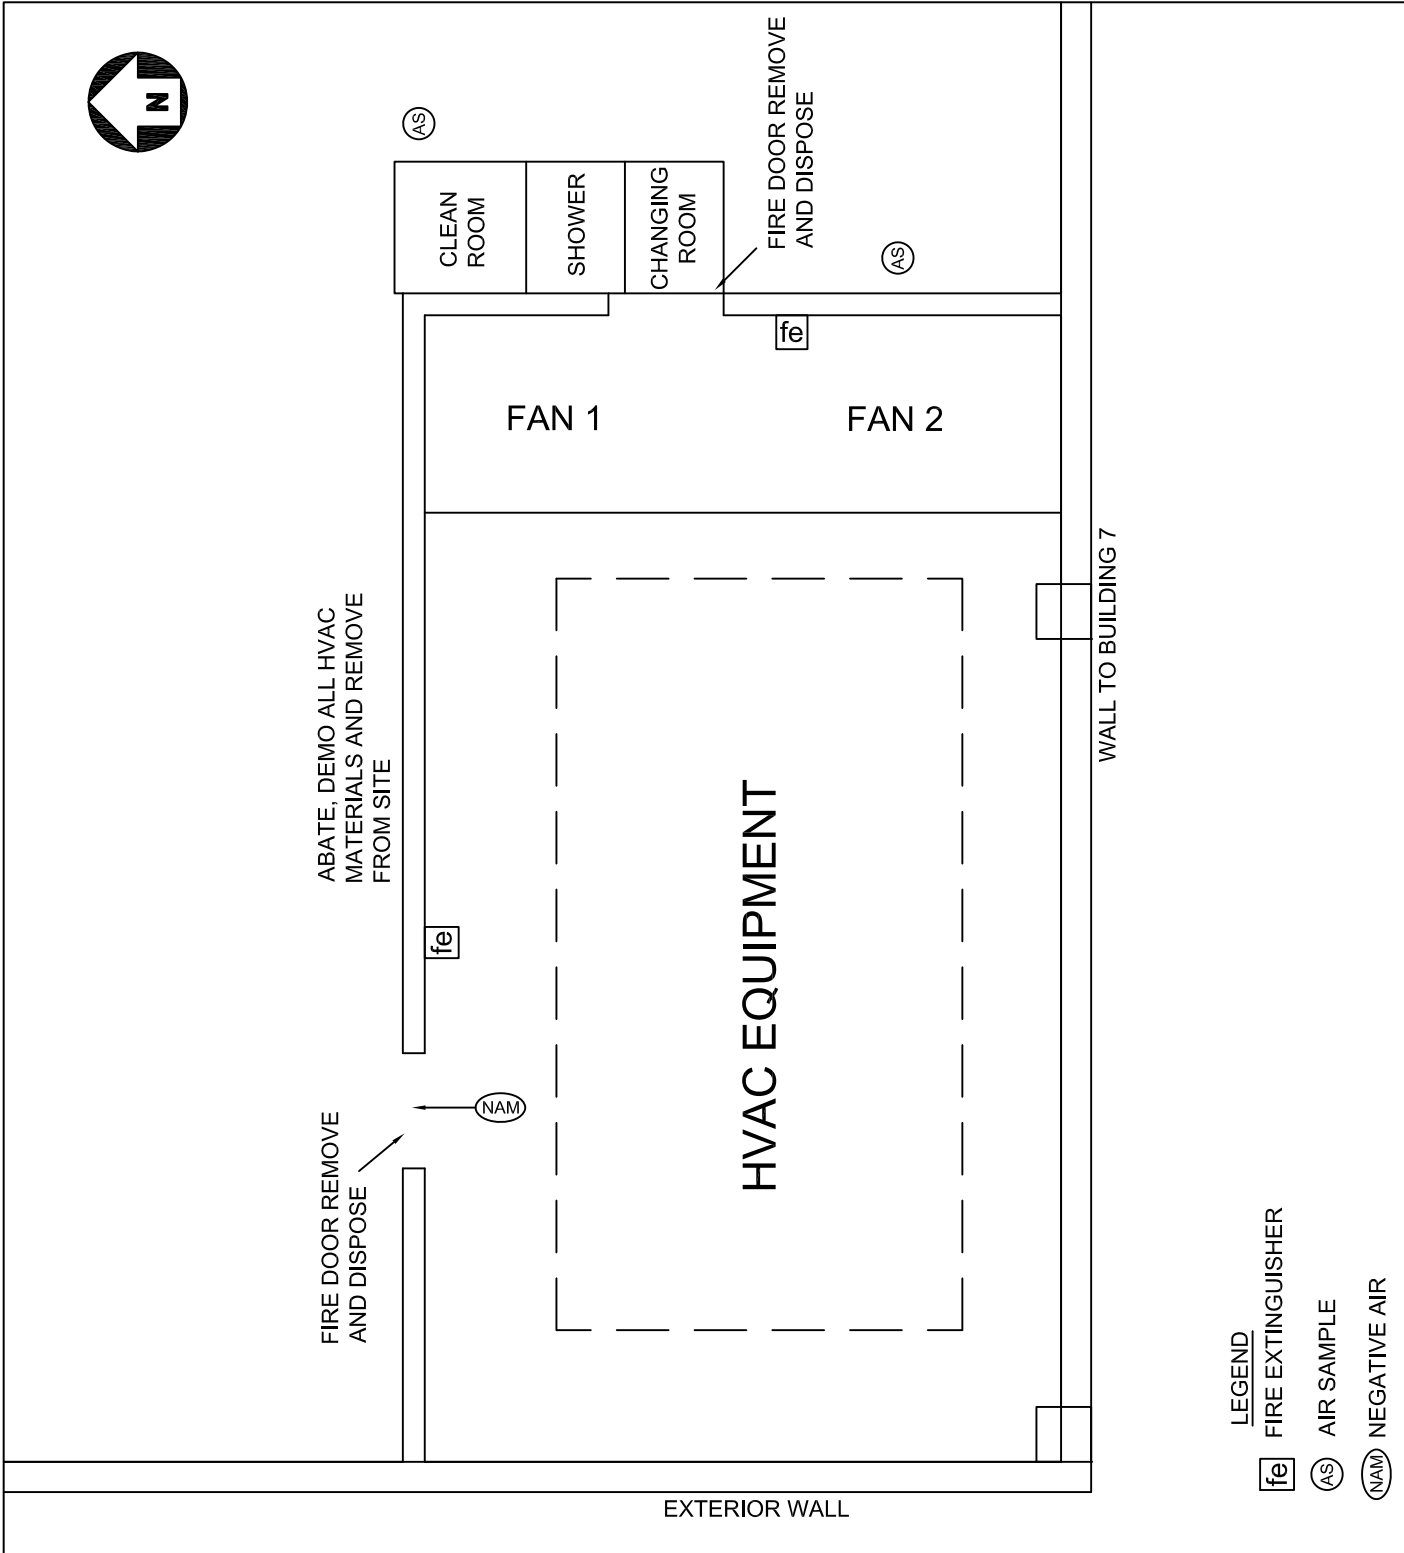 N
AS
CLEAN
ROOM
SHOWER
CHANGING
ROOM
FIRE DOOR REMOVE
AND DISPOSE
AS
fe
FAN 1
FAN 2
ABATE, DEMO ALL HVAC
MATERIALS AND REMOVE
FROM SITE
fe
HVAC EQUIPMENT
WALL TO BUILDING 7
FIRE DOOR REMOVE
AND DISPOSE
NAM
EXTERIOR WALL
LEGEND
fe FIRE EXTINGUISHER
AS AIR SAMPLE
NAM NEGATIVE AIR